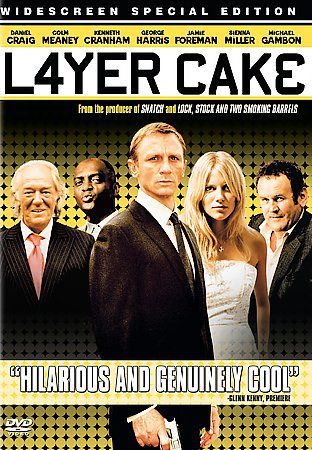 WIDESCREEN SPECIAL EDITION
DANIEL CRAIG COLM MEANEY KENNETH CRANHAM GEORGE HARRIS JAMIE FOREMAN SIENNA MILLER MICHAEL GAMBON
L4YER CAKE
From the producer of SNATCH and LOCK, STOCK AND TWO SMOKING BARRELS
"HILARIOUS AND GENUINELY COOL"
-GLENN KENNY, PREMIERE
DVD
VIDEO